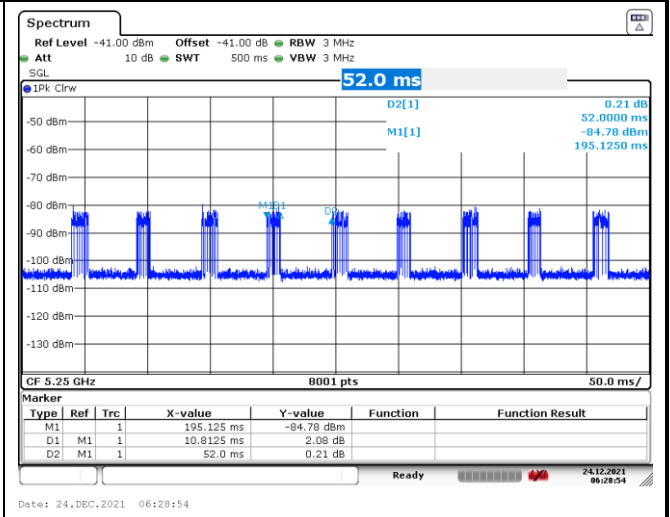 Spectrum
Ref Level -41.00 dBm Offset -41.00 dB RBW 3 MHz
Att 10 dB SWT 500 ms VBW 3 MHz
SGL
52.0 ms
1Pk Clrw
D2[1] 0.21 dB
52.0000 ms
M1[1] -84.78 dBm
195.1250 ms
-50 dBm
-60 dBm
-70 dBm
-80 dBm
M1 D1 D2
-90 dBm
-100 dBm
-110 dBm
-120 dBm
-130 dBm
CF 5.25 GHz 8001 pts 50.0 ms/
Marker
Type Ref Trc X-value Y-value Function Function Result
M1 1 195.125 ms -84.78 dBm
D1 M1 1 10.8125 ms 2.08 dB
D2 M1 1 52.0 ms 0.21 dB
Ready 24.12.2021
06:28:54
Date: 24.DEC.2021 06:28:54